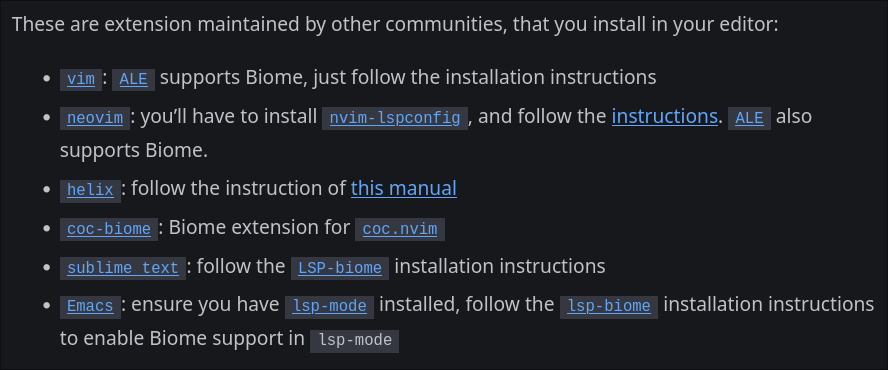 These are extension maintained by other communities, that you install in your editor:
• vim: ALE supports Biome, just follow the installation instructions
• neovim: you’ll have to install nvim-lspconfig, and follow the instructions. ALE also
supports Biome.
• helix: follow the instruction of this manual
• coc-biome: Biome extension for coc.nvim
• sublime text: follow the LSP-biome installation instructions
• Emacs: ensure you have lsp-mode installed, follow the lsp-biome installation instructions
to enable Biome support in lsp-mode